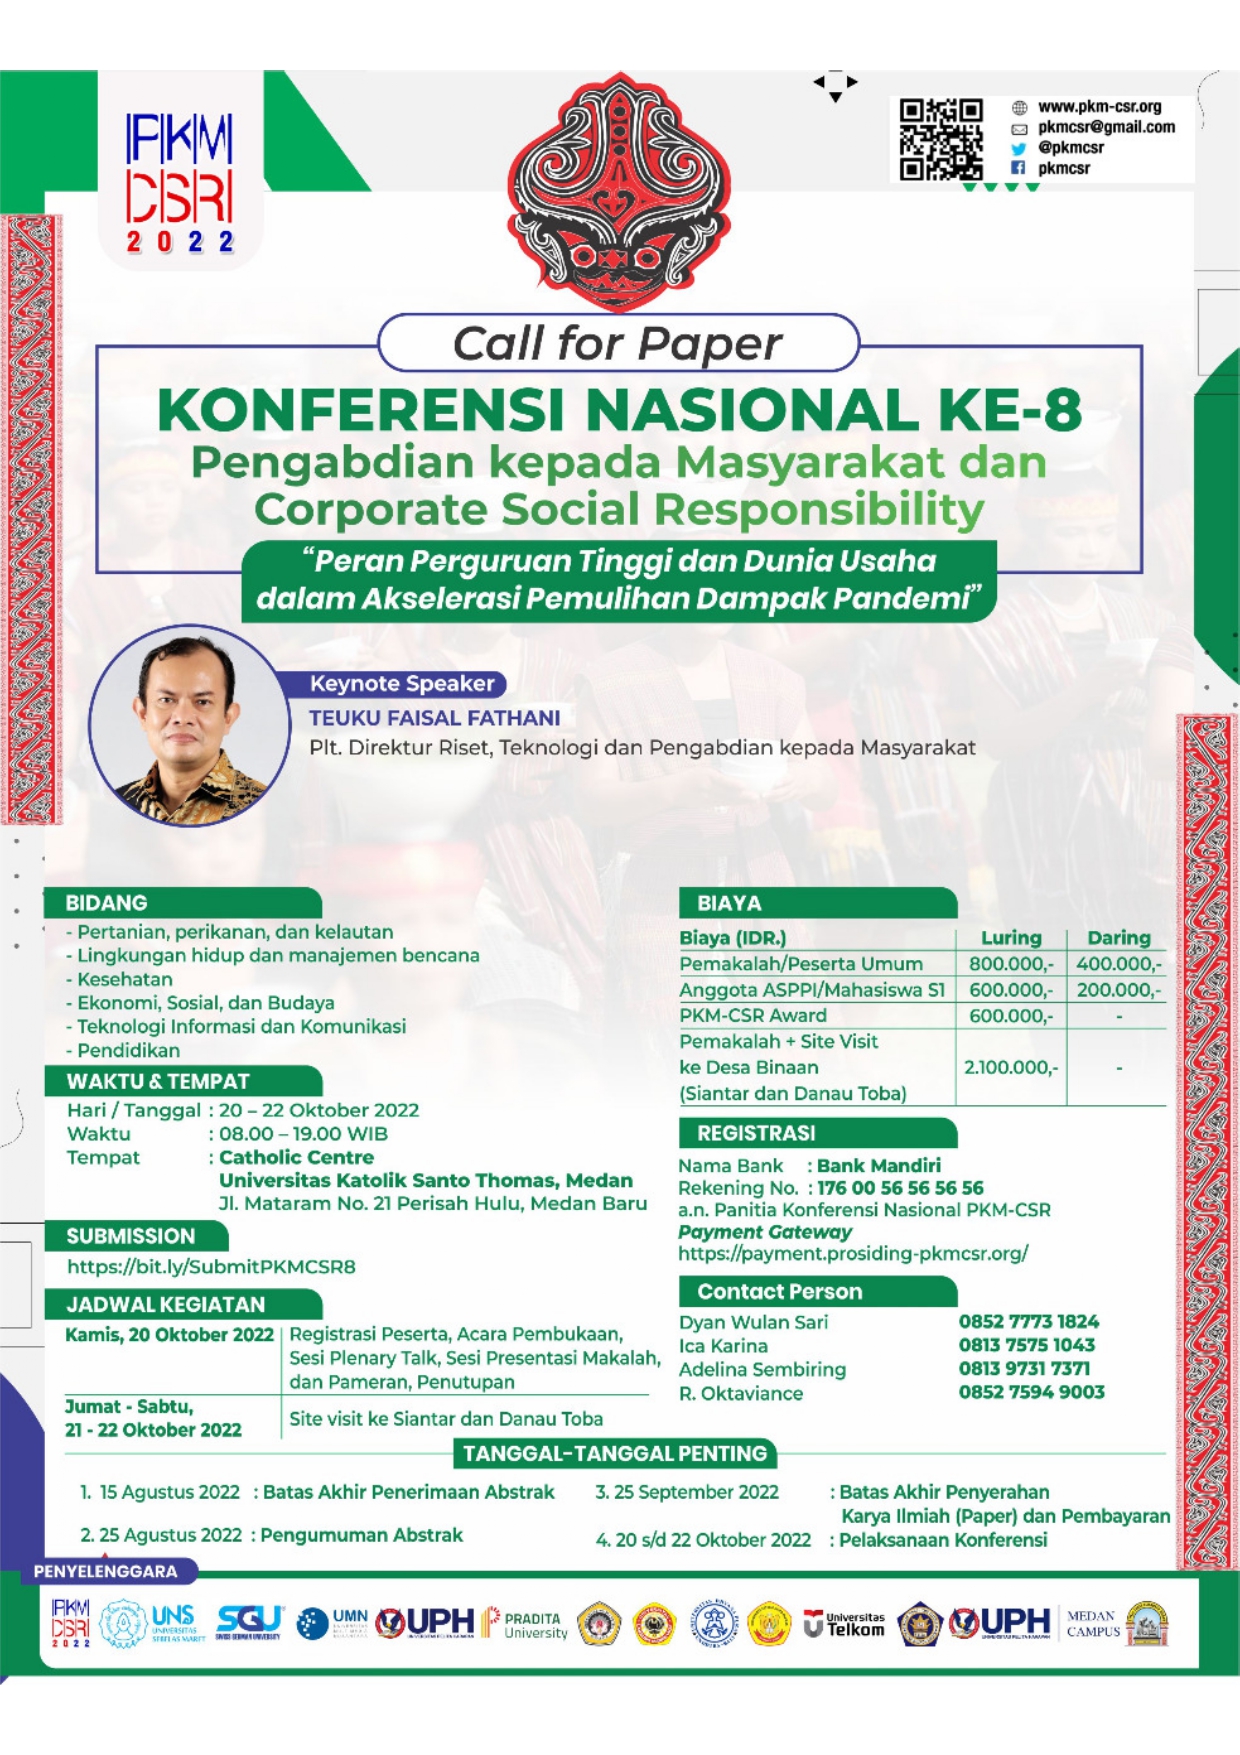 PKM
CSR
2022
www.pkm-csr.org
pkmcsr@gmail.com
@pkmcsr
pkmcsr
Call for Paper
KONFERENSI NASIONAL KE-8
Pengabdian kepada Masyarakat dan
Corporate Social Responsibility
“Peran Perguruan Tinggi dan Dunia Usaha
dalam Akselerasi Pemulihan Dampak Pandemi”
Keynote Speaker
TEUKU FAISAL FATHANI
Plt. Direktur Riset, Teknologi dan Pengabdian kepada Masyarakat
BIDANG
- Pertanian, perikanan, dan kelautan
- Lingkungan hidup dan manajemen bencana
- Kesehatan
- Ekonomi, Sosial, dan Budaya
- Teknologi Informasi dan Komunikasi
- Pendidikan
WAKTU & TEMPAT
Hari / Tanggal : 20 – 22 Oktober 2022
Waktu : 08.00 – 19.00 WIB
Tempat : Catholic Centre
Universitas Katolik Santo Thomas, Medan
Jl. Mataram No. 21 Perisah Hulu, Medan Baru
SUBMISSION
https://bit.ly/SubmitPKMCSR8
JADWAL KEGIATAN
Kamis, 20 Oktober 2022 Registrasi Peserta, Acara Pembukaan,
Sesi Plenary Talk, Sesi Presentasi Makalah,
dan Pameran, Penutupan
Jumat - Sabtu,
21 - 22 Oktober 2022 Site visit ke Siantar dan Danau Toba
BIAYA
Biaya (IDR.) Luring Daring
Pemakalah/Peserta Umum 800.000,- 400.000,-
Anggota ASPPI/Mahasiswa S1 600.000,- 200.000,-
PKM-CSR Award 600.000,- -
Pemakalah + Site Visit
ke Desa Binaan 2.100.000,- -
(Siantar dan Danau Toba)
REGISTRASI
Nama Bank : Bank Mandiri
Rekening No. : 176 00 56 56 56 56
a.n. Panitia Konferensi Nasional PKM-CSR
Payment Gateway
https://payment.prosiding-pkmcsr.org/
Contact Person
Dyan Wulan Sari 0852 7773 1824
Ica Karina 0813 7575 1043
Adelina Sembiring 0813 9731 7371
R. Oktaviance 0852 7594 9003
TANGGAL-TANGGAL PENTING
1. 15 Agustus 2022 : Batas Akhir Penerimaan Abstrak
2. 25 Agustus 2022 : Pengumuman Abstrak
3. 25 September 2022 : Batas Akhir Penyerahan
Karya Ilmiah (Paper) dan Pembayaran
4. 20 s/d 22 Oktober 2022 : Pelaksanaan Konferensi
PENYELENGGARA
PKM
CSR
2022
UNS
UNIVERSITAS
SEBELAS MARET
SGU
SWISS GERMAN UNIVERSITY
UMN
UPH
PRADITA
University
Universitas
Telkom
UPH
MEDAN
CAMPUS